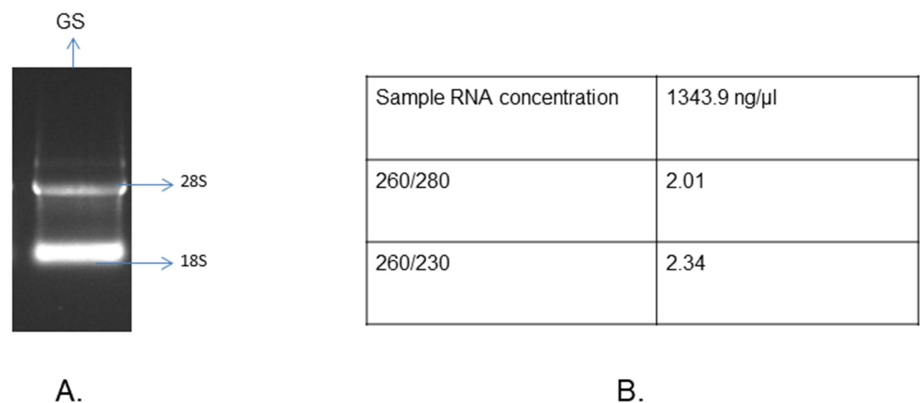 GS
28S
18S
A.
Sample RNA concentration 1343.9 ng/µl
260/280 2.01
260/230 2.34
B.